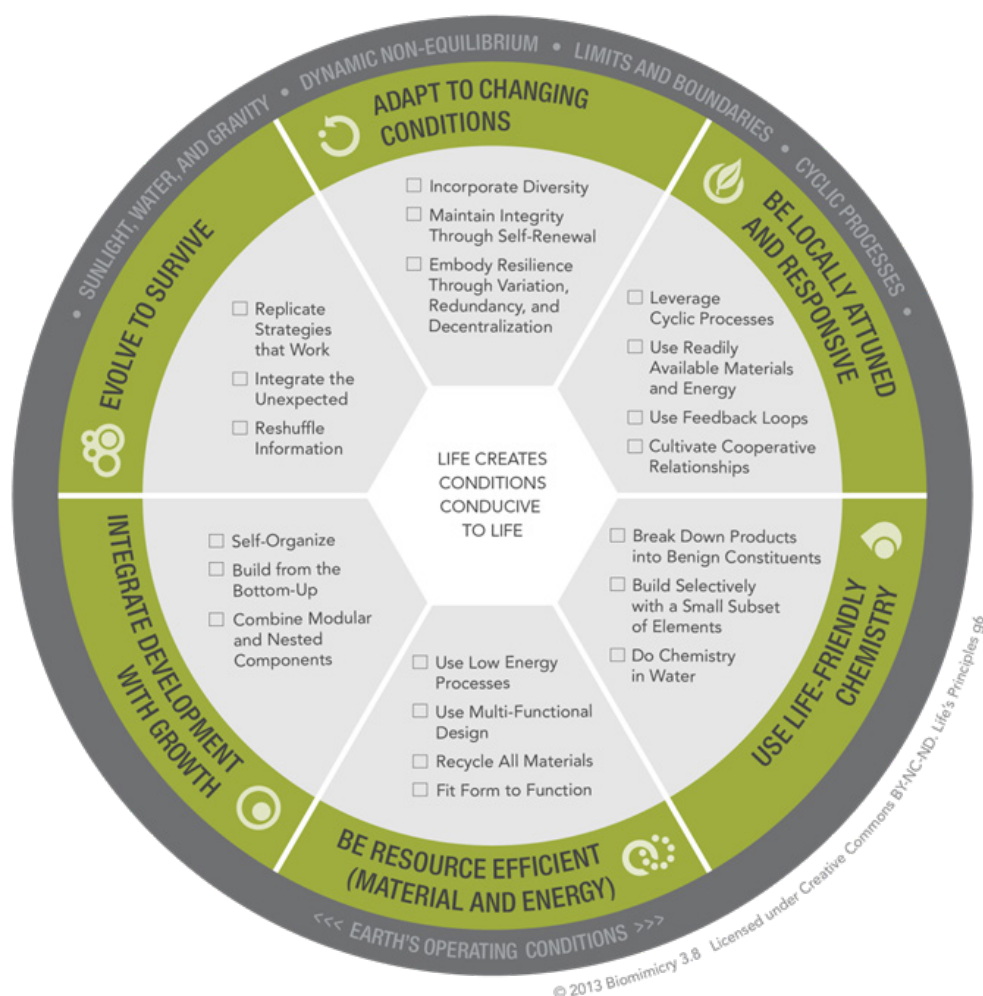 • SUNLIGHT, WATER, AND GRAVITY • DYNAMIC NON-EQUILIBRIUM • LIMITS AND BOUNDARIES • CYCLIC PROCESSES •
ADAPT TO CHANGING
CONDITIONS
Incorporate Diversity
Maintain Integrity
Through Self-Renewal
Embody Resilience
Through Variation,
Redundancy, and
Decentralization
BE LOCALLY ATTUNED
AND RESPONSIVE
Leverage
Cyclic Processes
Use Readily
Available Materials
and Energy
Use Feedback Loops
Cultivate Cooperative
Relationships
USE LIFE-FRIENDLY
CHEMISTRY
Break Down Products
into Benign Constituents
Build Selectively
with a Small Subset
of Elements
Do Chemistry
in Water
BE RESOURCE EFFICIENT
(MATERIAL AND ENERGY)
Use Low Energy
Processes
Use Multi-Functional
Design
Recycle All Materials
Fit Form to Function
INTEGRATE DEVELOPMENT
WITH GROWTH
Self-Organize
Build from the
Bottom-Up
Combine Modular
and Nested
Components
EVOLVE TO SURVIVE
Replicate
Strategies
that Work
Integrate the
Unexpected
Reshuffle
Information
LIFE CREATES
CONDITIONS
CONDUCIVE
TO LIFE
<<< EARTH'S OPERATING CONDITIONS >>>
© 2013 Biomimicry 3.8 Licensed under Creative Commons BY-NC-ND. Life's Principles g6